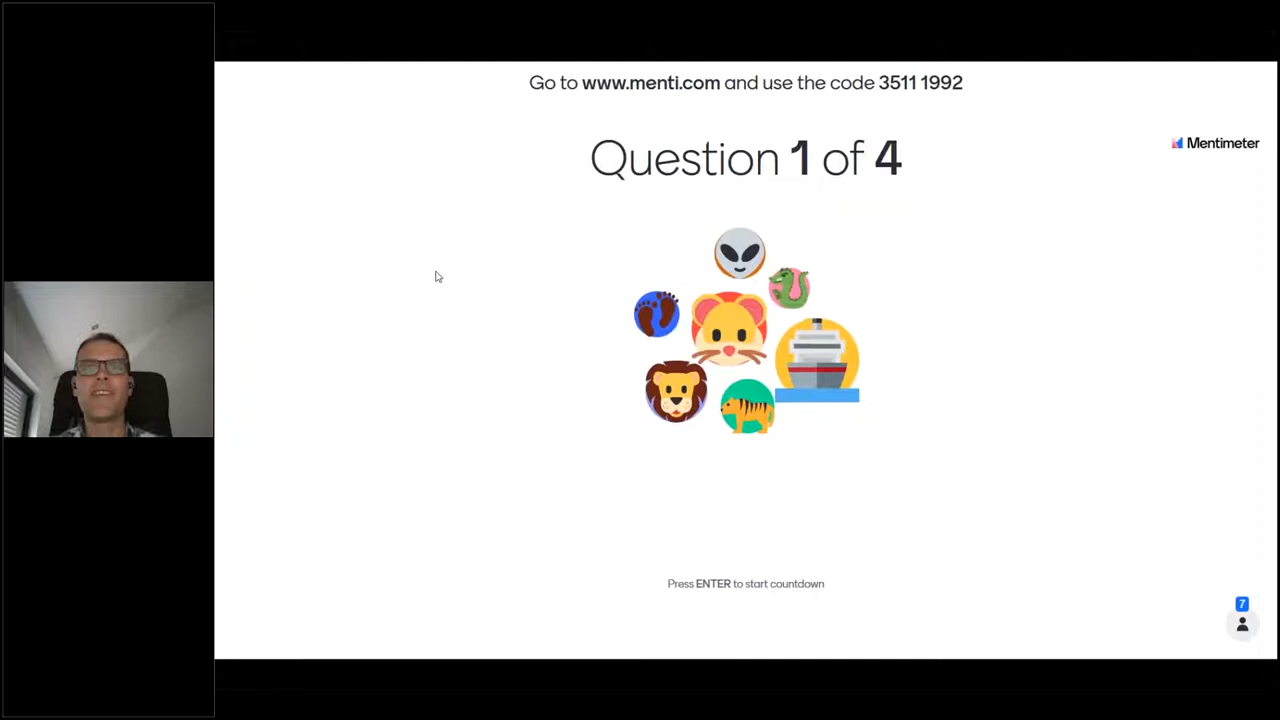 Go to www.menti.com and use the code 3511 1992
Mentimeter
Question 1 of 4
Press ENTER to start countdown
7